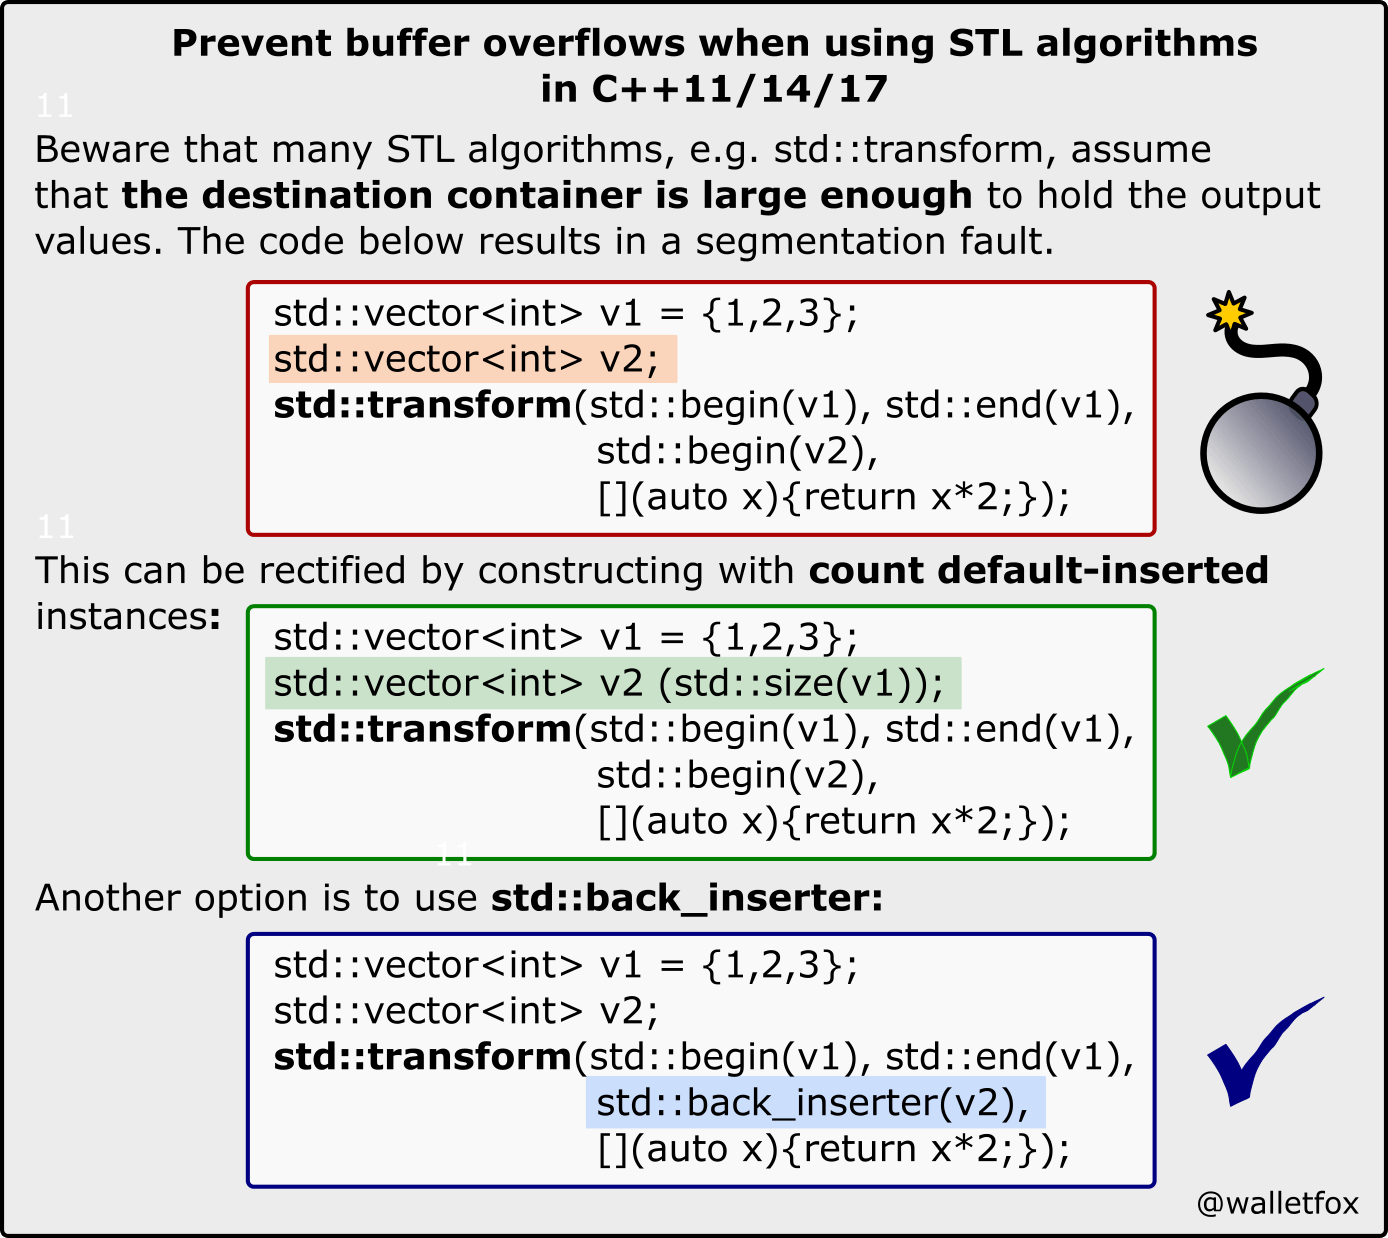 Prevent buffer overflows when using STL algorithms
in C++11/14/17
11
Beware that many STL algorithms, e.g. std::transform, assume
that the destination container is large enough to hold the output
values. The code below results in a segmentation fault.
std::vector<int> v1 = {1,2,3};
std::vector<int> v2;
std::transform(std::begin(v1), std::end(v1),
std::begin(v2),
[](auto x){return x*2;});
11
This can be rectified by constructing with count default-inserted
instances:
std::vector<int> v1 = {1,2,3};
std::vector<int> v2 (std::size(v1));
std::transform(std::begin(v1), std::end(v1),
std::begin(v2),
[](auto x){return x*2;});
11
Another option is to use std::back_inserter:
std::vector<int> v1 = {1,2,3};
std::vector<int> v2;
std::transform(std::begin(v1), std::end(v1),
std::back_inserter(v2),
[](auto x){return x*2;});
@walletfox